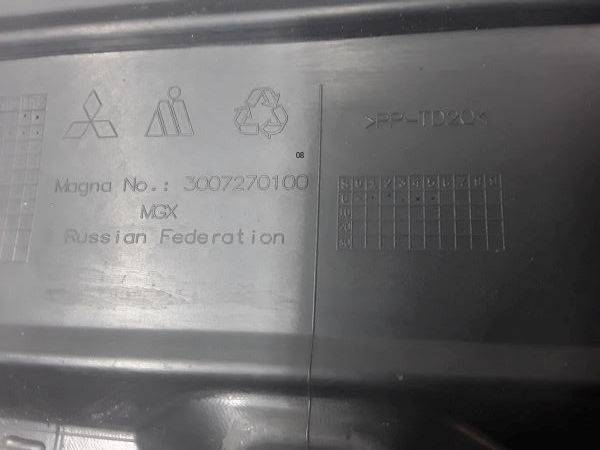 >PP-TD20<
08
Magna No.: 3007270100
MGX
Russian Federation